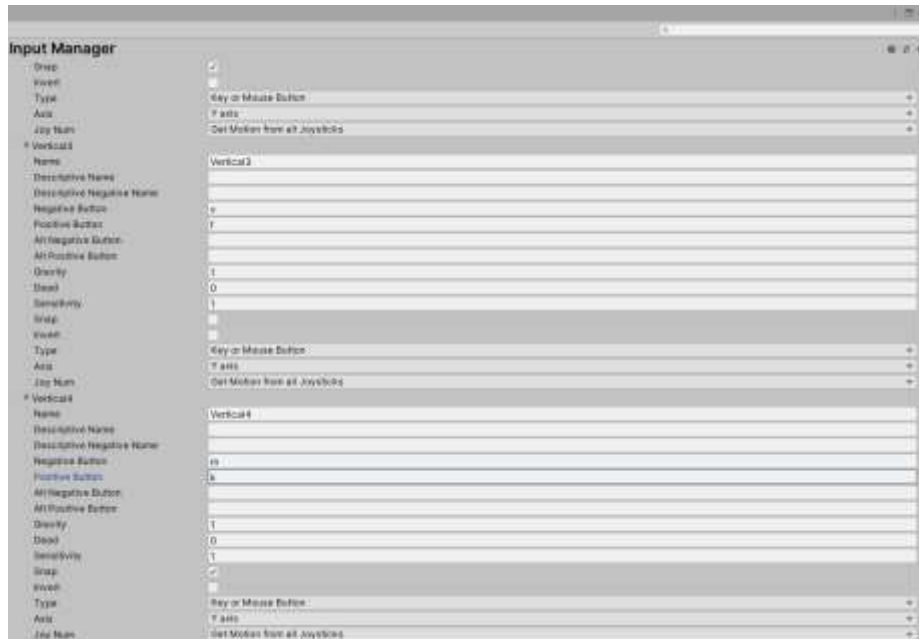 Input Manager
Snap
Invert
Type Key or Mouse Button
Axis Y axis
Joy Num Get Motion from all Joysticks
Vertical3
Name Vertical3
Descriptive Name
Descriptive Negative Name
Negative Button v
Positive Button f
Alt Negative Button
Alt Positive Button
Gravity 1
Dead 0
Sensitivity 1
Snap
Invert
Type Key or Mouse Button
Axis Y axis
Joy Num Get Motion from all Joysticks
Vertical4
Name Vertical4
Descriptive Name
Descriptive Negative Name
Negative Button m
Positive Button k
Alt Negative Button
Alt Positive Button
Gravity 1
Dead 0
Sensitivity 1
Snap
Invert
Type Key or Mouse Button
Axis Y axis
Joy Num Get Motion from all Joysticks